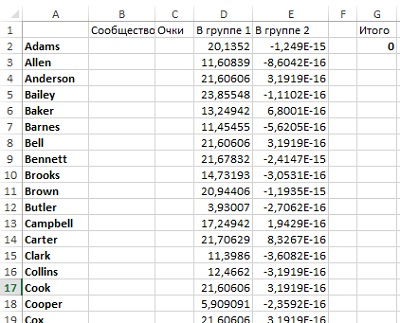 A B C D E F G
1 Сообщество Очки В группе 1 В группе 2 Итого
2 Adams 20,1352 -1,249E-15 0
3 Allen 11,60839 -8,6042E-16
4 Anderson 21,60606 3,1919E-16
5 Bailey 23,85548 -1,1102E-16
6 Baker 13,24942 6,8001E-16
7 Barnes 11,45455 -5,6205E-16
8 Bell 21,60606 3,1919E-16
9 Bennett 21,67832 -2,4147E-15
10 Brooks 14,73193 -3,0531E-16
11 Brown 20,94406 -1,1935E-15
12 Butler 3,93007 -2,7062E-16
13 Campbell 17,24942 1,9429E-16
14 Carter 21,70629 8,3267E-16
15 Clark 11,3986 -3,6082E-16
16 Collins 12,4662 -3,1919E-16
17 Cook 21,60606 3,1919E-16
18 Cooper 5,909091 -2,3592E-16
19 Cox 21,60606 3,1919E-16